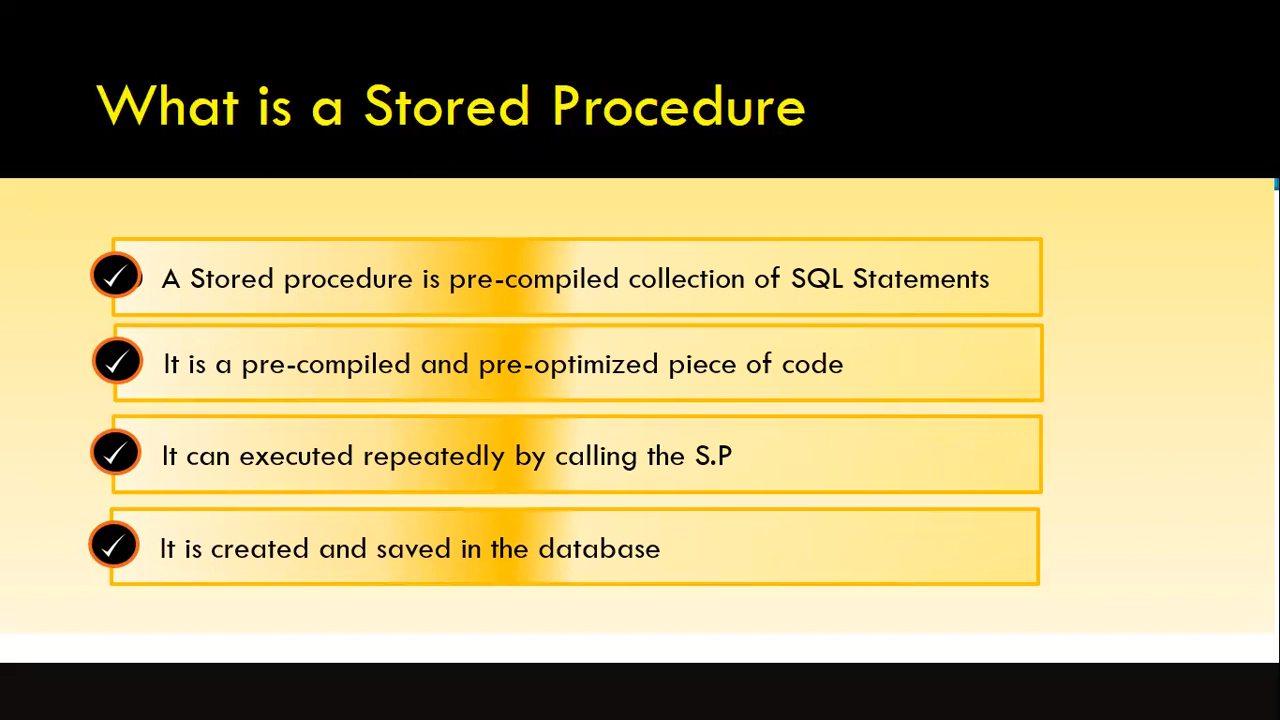 What is a Stored Procedure
A Stored procedure is pre-compiled collection of SQL Statements
It is a pre-compiled and pre-optimized piece of code
It can executed repeatedly by calling the S.P
It is created and saved in the database